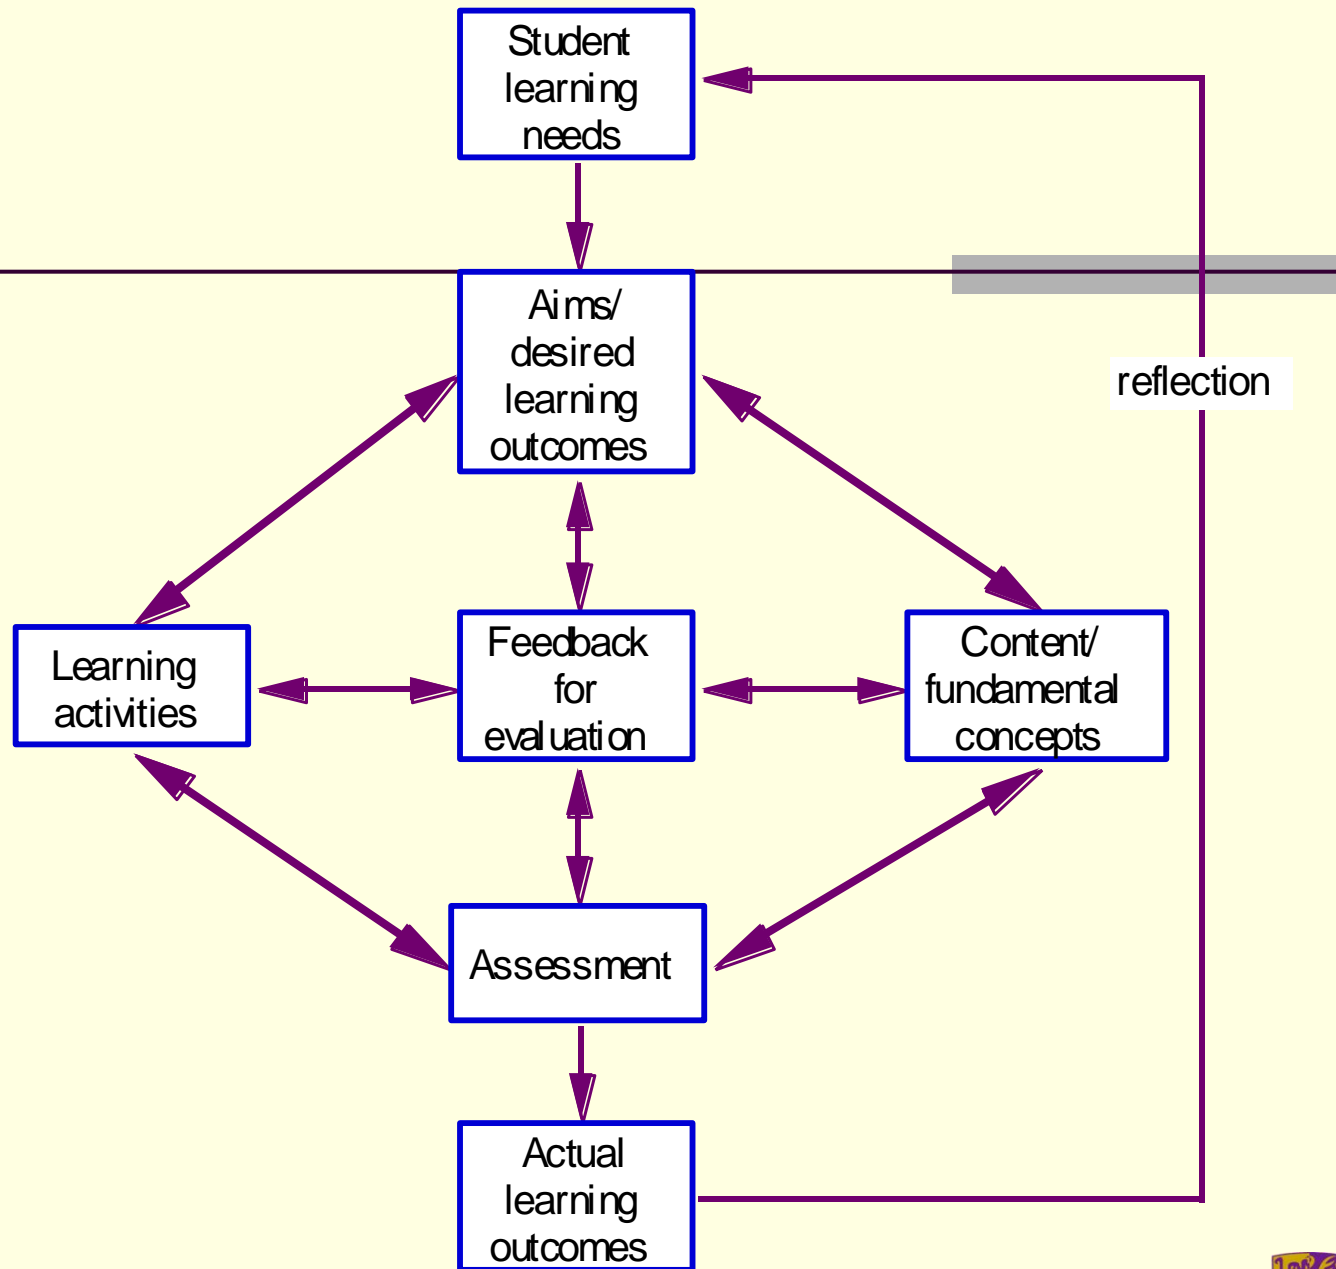 Student
learning
needs
Aims/
desired
learning
outcomes
reflection
Learning
activities
Feedback
for
evaluation
Content/
fundamental
concepts
Assessment
Actual
learning
outcomes